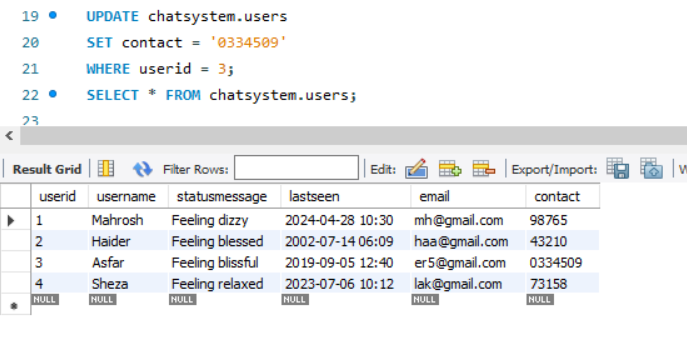 19 UPDATE chatsystem.users
20 SET contact = '0334509'
21 WHERE userid = 3;
22 SELECT * FROM chatsystem.users;
23
Result Grid Filter Rows: Edit: Export/Import: W
userid username statusmessage lastseen email contact
1 Mahrosh Feeling dizzy 2024-04-28 10:30 mh@gmail.com 98765
2 Haider Feeling blessed 2002-07-14 06:09 haa@gmail.com 43210
3 Asfar Feeling blissful 2019-09-05 12:40 er5@gmail.com 0334509
4 Sheza Feeling relaxed 2023-07-06 10:12 lak@gmail.com 73158
NULL NULL NULL NULL NULL NULL